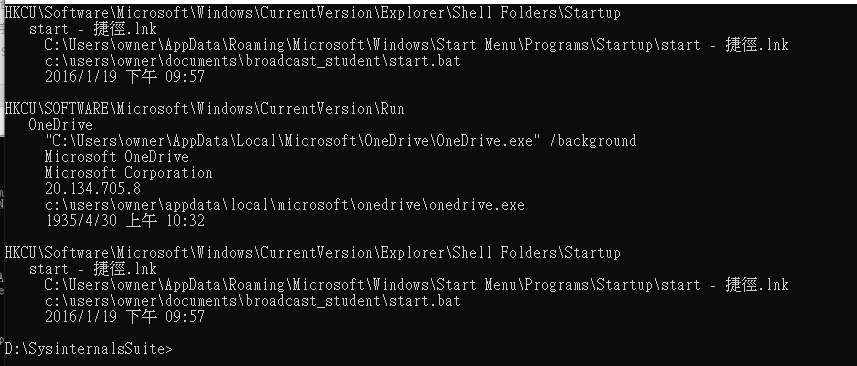 HKCU\Software\Microsoft\Windows\CurrentVersion\Explorer\Shell Folders\Startup
start - 捷徑.lnk
C:\Users\owner\AppData\Roaming\Microsoft\Windows\Start Menu\Programs\Startup\start - 捷徑.lnk
c:\users\owner\documents\broadcast_student\start.bat
2016/1/19 下午 09:57
HKCU\SOFTWARE\Microsoft\Windows\CurrentVersion\Run
OneDrive
"C:\Users\owner\AppData\Local\Microsoft\OneDrive\OneDrive.exe" /background
Microsoft OneDrive
Microsoft Corporation
20.134.705.8
c:\users\owner\appdata\local\microsoft\onedrive\onedrive.exe
1935/4/30 上午 10:32
HKCU\Software\Microsoft\Windows\CurrentVersion\Explorer\Shell Folders\Startup
start - 捷徑.lnk
C:\Users\owner\AppData\Roaming\Microsoft\Windows\Start Menu\Programs\Startup\start - 捷徑.lnk
c:\users\owner\documents\broadcast_student\start.bat
2016/1/19 下午 09:57
D:\SysinternalsSuite>